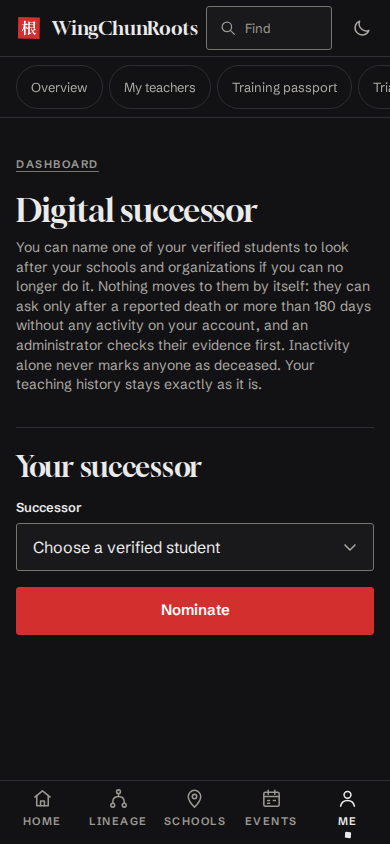 根 WingChunRoots Find
Overview My teachers Training passport Tria
DASHBOARD
Digital successor
You can name one of your verified students to look
after your schools and organizations if you can no
longer do it. Nothing moves to them by itself: they can
ask only after a reported death or more than 180 days
without any activity on your account, and an
administrator checks their evidence first. Inactivity
alone never marks anyone as deceased. Your
teaching history stays exactly as it is.
Your successor
Successor
Choose a verified student
Nominate
HOME LINEAGE SCHOOLS EVENTS ME